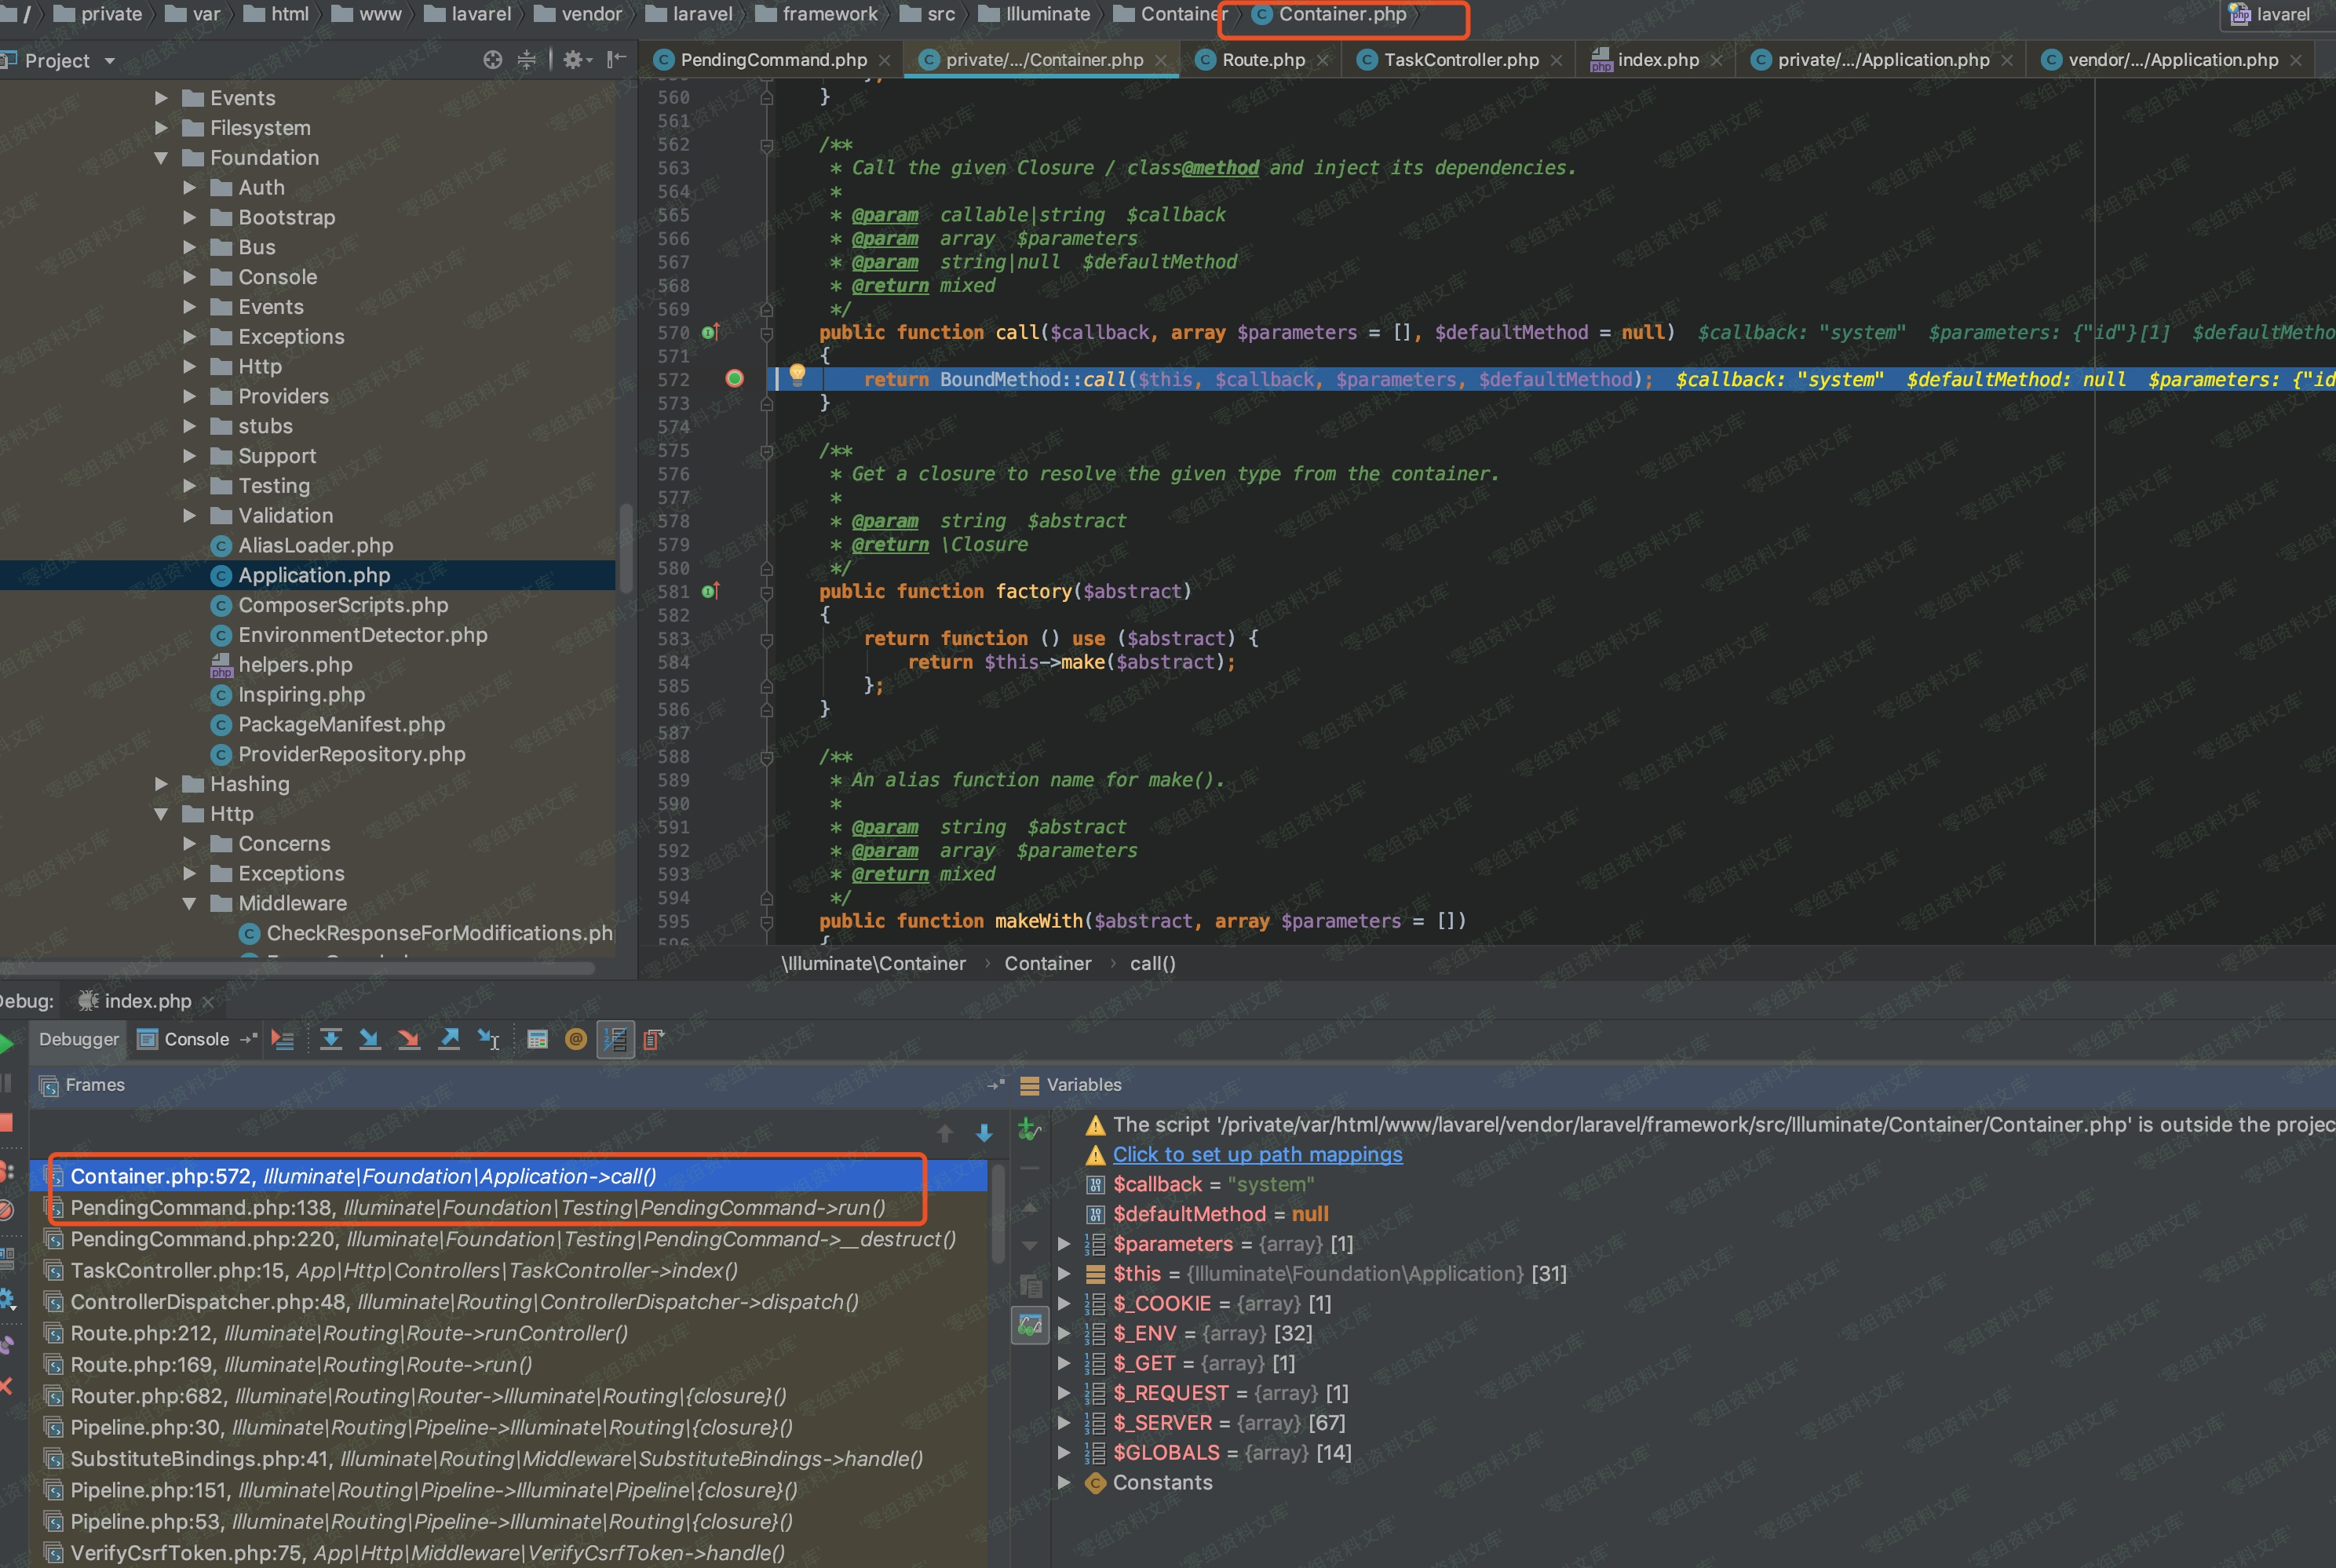 / private var html www lavarel vendor laravel framework src Illuminate Container Container.php lavarel
Project
PendingCommand.php private/.../Container.php Route.php TaskController.php index.php private/.../Application.php vendor/.../Application.php
Events
Filesystem
Foundation
Auth
Bootstrap
Bus
Console
Events
Exceptions
Http
Providers
stubs
Support
Testing
Validation
AliasLoader.php
Application.php
ComposerScripts.php
EnvironmentDetector.php
helpers.php
Inspiring.php
PackageManifest.php
ProviderRepository.php
Hashing
Http
Concerns
Exceptions
Middleware
CheckResponseForModifications.ph
560 }
561
562 /**
563 * Call the given Closure / class@method and inject its dependencies.
564 *
565 * @param callable|string $callback
566 * @param array $parameters
567 * @param string|null $defaultMethod
568 * @return mixed
569 */
570 public function call($callback, array $parameters = [], $defaultMethod = null) $callback: "system" $parameters: {"id"}[1] $defaultMetho
571 {
572 return BoundMethod::call($this, $callback, $parameters, $defaultMethod); $callback: "system" $defaultMethod: null $parameters: {"id
573 }
574
575 /**
576 * Get a closure to resolve the given type from the container.
577 *
578 * @param string $abstract
579 * @return \Closure
580 */
581 public function factory($abstract)
582 {
583 return function () use ($abstract) {
584 return $this->make($abstract);
585 };
586 }
587
588 /**
589 * An alias function name for make().
590 *
591 * @param string $abstract
592 * @param array $parameters
593 * @return mixed
594 */
595 public function makeWith($abstract, array $parameters = [])
596 {
\Illuminate\Container › Container › call()
Debug: index.php
Debugger Console
Frames
Container.php:572, Illuminate\Foundation\Application->call()
PendingCommand.php:138, Illuminate\Foundation\Testing\PendingCommand->run()
PendingCommand.php:220, Illuminate\Foundation\Testing\PendingCommand->__destruct()
TaskController.php:15, App\Http\Controllers\TaskController->index()
ControllerDispatcher.php:48, Illuminate\Routing\ControllerDispatcher->dispatch()
Route.php:212, Illuminate\Routing\Route->runController()
Route.php:169, Illuminate\Routing\Route->run()
Router.php:682, Illuminate\Routing\Router->Illuminate\Routing\{closure}()
Pipeline.php:30, Illuminate\Routing\Pipeline->Illuminate\Routing\{closure}()
SubstituteBindings.php:41, Illuminate\Routing\Middleware\SubstituteBindings->handle()
Pipeline.php:151, Illuminate\Routing\Pipeline->Illuminate\Pipeline\{closure}()
Pipeline.php:53, Illuminate\Routing\Pipeline->Illuminate\Routing\{closure}()
VerifyCsrfToken.php:75, App\Http\Middleware\VerifyCsrfToken->handle()
Variables
The script '/private/var/html/www/lavarel/vendor/laravel/framework/src/Illuminate/Container/Container.php' is outside the projec
Click to set up path mappings
$callback = "system"
$defaultMethod = null
$parameters = {array} [1]
$this = {Illuminate\Foundation\Application} [31]
$_COOKIE = {array} [1]
$_ENV = {array} [32]
$_GET = {array} [1]
$_REQUEST = {array} [1]
$_SERVER = {array} [67]
$GLOBALS = {array} [14]
Constants
零组资料文库